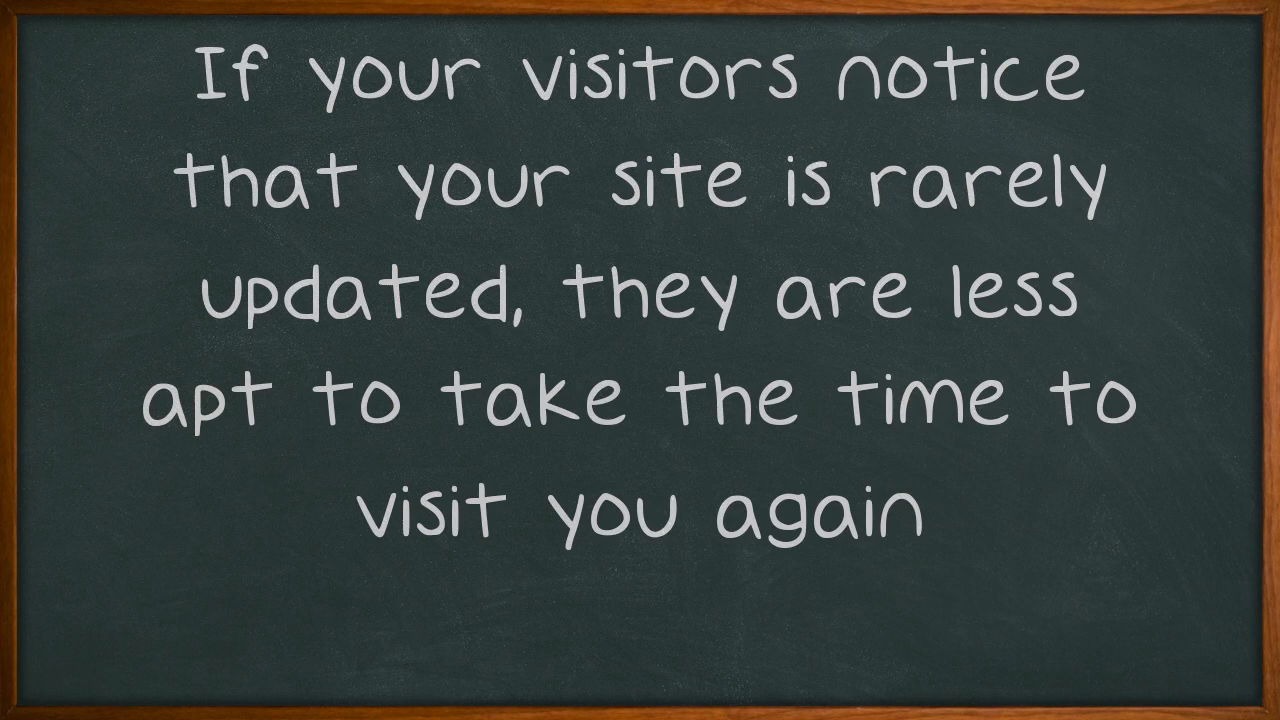 If your visitors notice
that your site is rarely
updated, they are less
apt to take the time to
visit you again